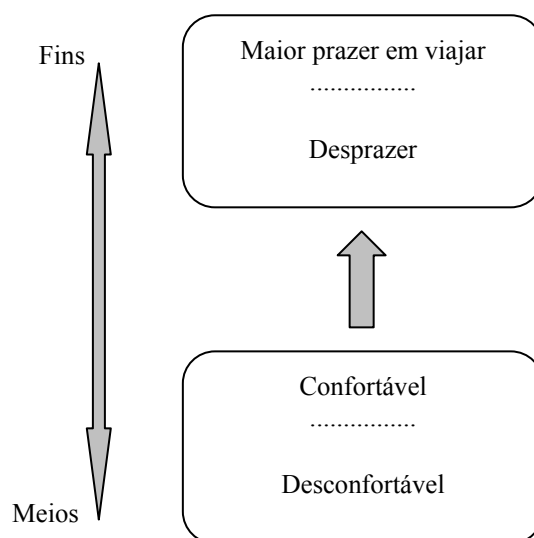 Fins
Maior prazer em viajar
................
Desprazer
Confortável
................
Desconfortável
Meios